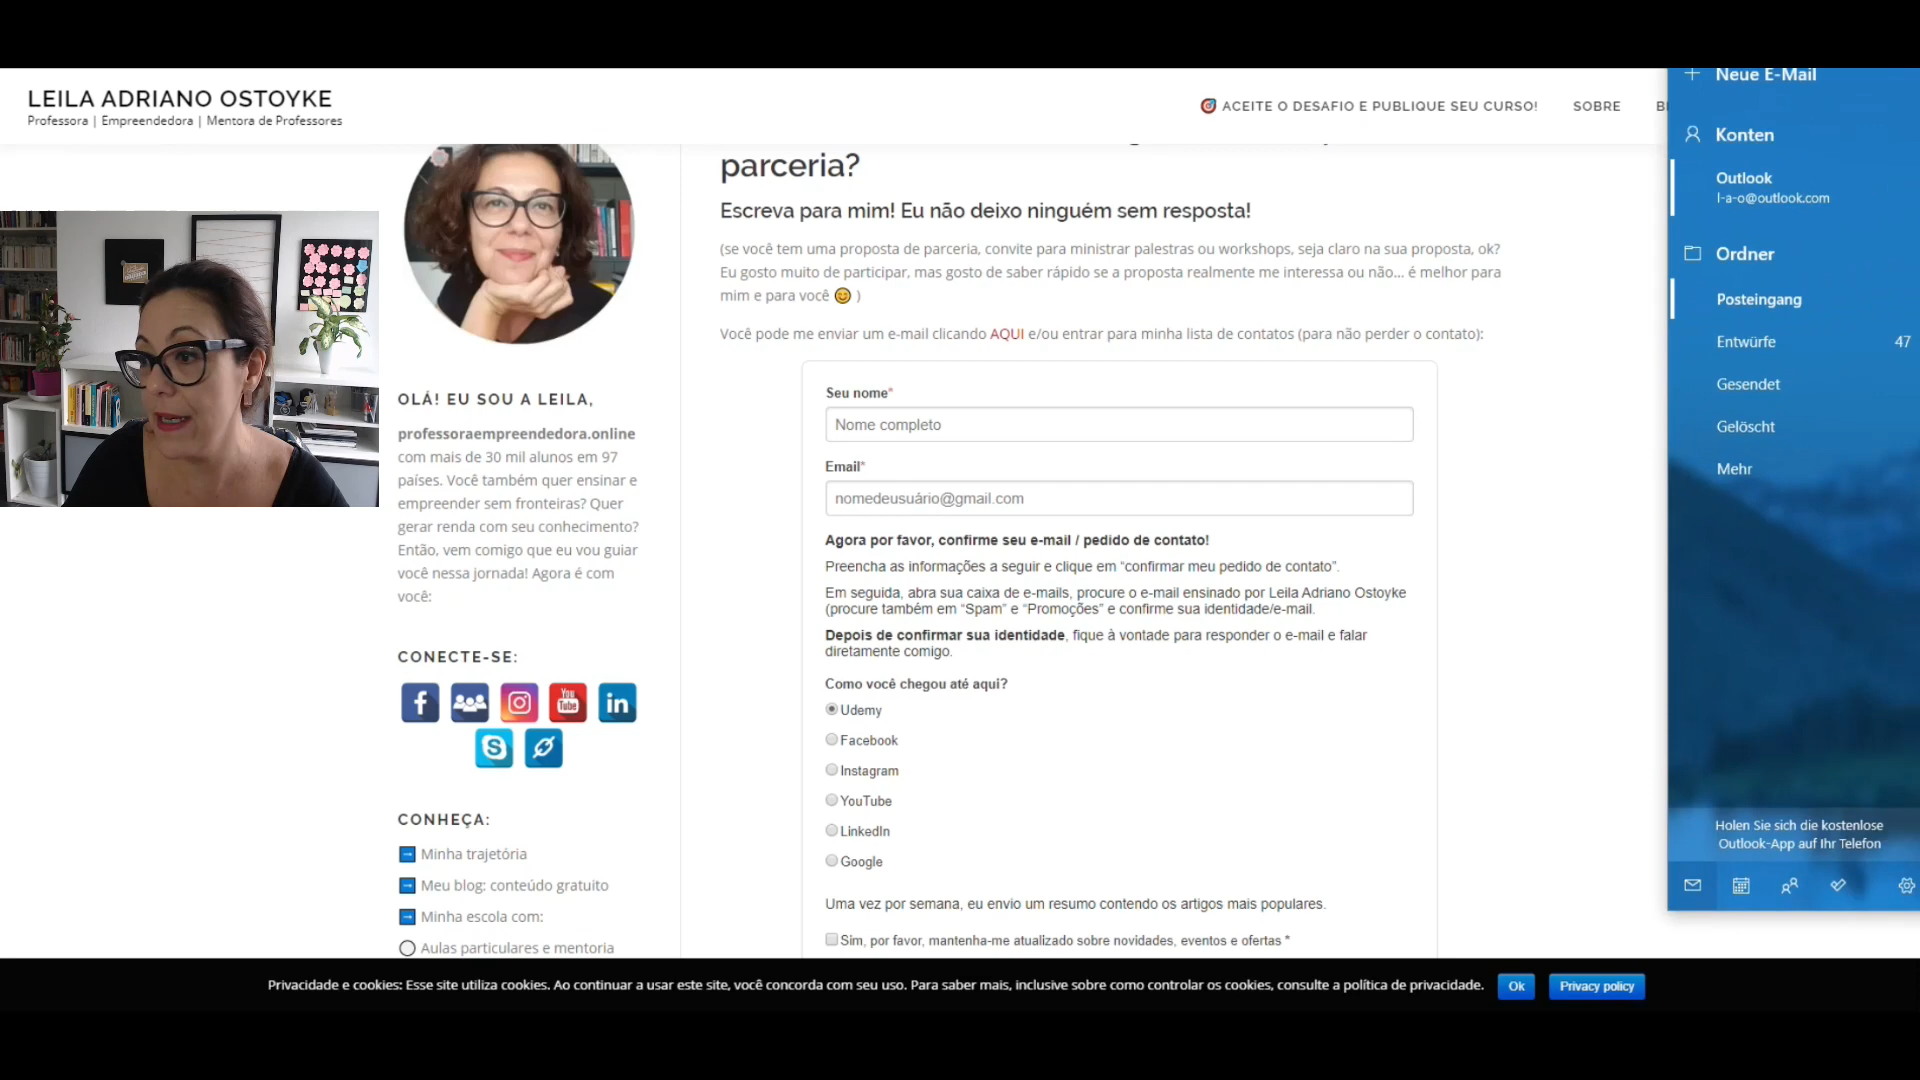 LEILA ADRIANO OSTOYKE
Professora | Empreendedora | Mentora de Professores
ACEITE O DESAFIO E PUBLIQUE SEU CURSO!
SOBRE
OLÁ! EU SOU A LEILA,
professoraempreendedora.online
com mais de 30 mil alunos em 97
países. Você também quer ensinar e
empreender sem fronteiras? Quer
gerar renda com seu conhecimento?
Então, vem comigo que eu vou guiar
você nessa jornada! Agora é com
você:
CONECTE-SE:
You
Tube
in
CONHEÇA:
Minha trajetória
Meu blog: conteúdo gratuito
Minha escola com:
Aulas particulares e mentoria
parceria?
Escreva para mim! Eu não deixo ninguém sem resposta!
(se você tem uma proposta de parceria, convite para ministrar palestras ou workshops, seja claro na sua proposta, ok?
Eu gosto muito de participar, mas gosto de saber rápido se a proposta realmente me interessa ou não... é melhor para
mim e para você 😊 )
Você pode me enviar um e-mail clicando AQUI e/ou entrar para minha lista de contatos (para não perder o contato):
Seu nome*
Nome completo
Email*
nomedeusuário@gmail.com
Agora por favor, confirme seu e-mail / pedido de contato!
Preencha as informações a seguir e clique em “confirmar meu pedido de contato”.
Em seguida, abra sua caixa de e-mails, procure o e-mail ensinado por Leila Adriano Ostoyke
(procure também em “Spam” e “Promoções” e confirme sua identidade/e-mail.
Depois de confirmar sua identidade, fique à vontade para responder o e-mail e falar
diretamente comigo.
Como você chegou até aqui?
Udemy
Facebook
Instagram
YouTube
LinkedIn
Google
Uma vez por semana, eu envio um resumo contendo os artigos mais populares.
Sim, por favor, mantenha-me atualizado sobre novidades, eventos e ofertas *
Neue E-Mail
Konten
Outlook
l-a-o@outlook.com
Ordner
Posteingang
Entwürfe 47
Gesendet
Gelöscht
Mehr
Holen Sie sich die kostenlose
Outlook-App auf Ihr Telefon
Privacidade e cookies: Esse site utiliza cookies. Ao continuar a usar este site, você concorda com seu uso. Para saber mais, inclusive sobre como controlar os cookies, consulte a política de privacidade.
Ok
Privacy policy